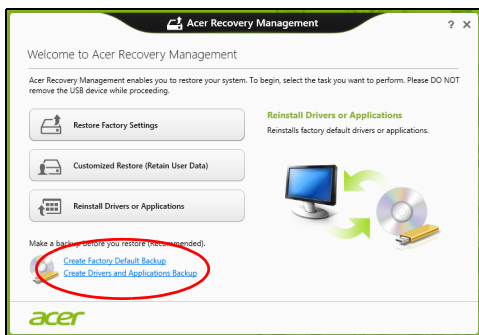 Acer Recovery Management
? X
Welcome to Acer Recovery Management
Acer Recovery Management enables you to restore your system. To begin, select the task you want to perform. Please DO NOT
remove the USB device while proceeding.
Restore Factory Settings
Customized Restore (Retain User Data)
Reinstall Drivers or Applications
Reinstall Drivers or Applications
Reinstalls factory default drivers or applications.
Make a backup before you restore (Recommended).
Create Factory Default Backup
Create Drivers and Applications Backup
acer